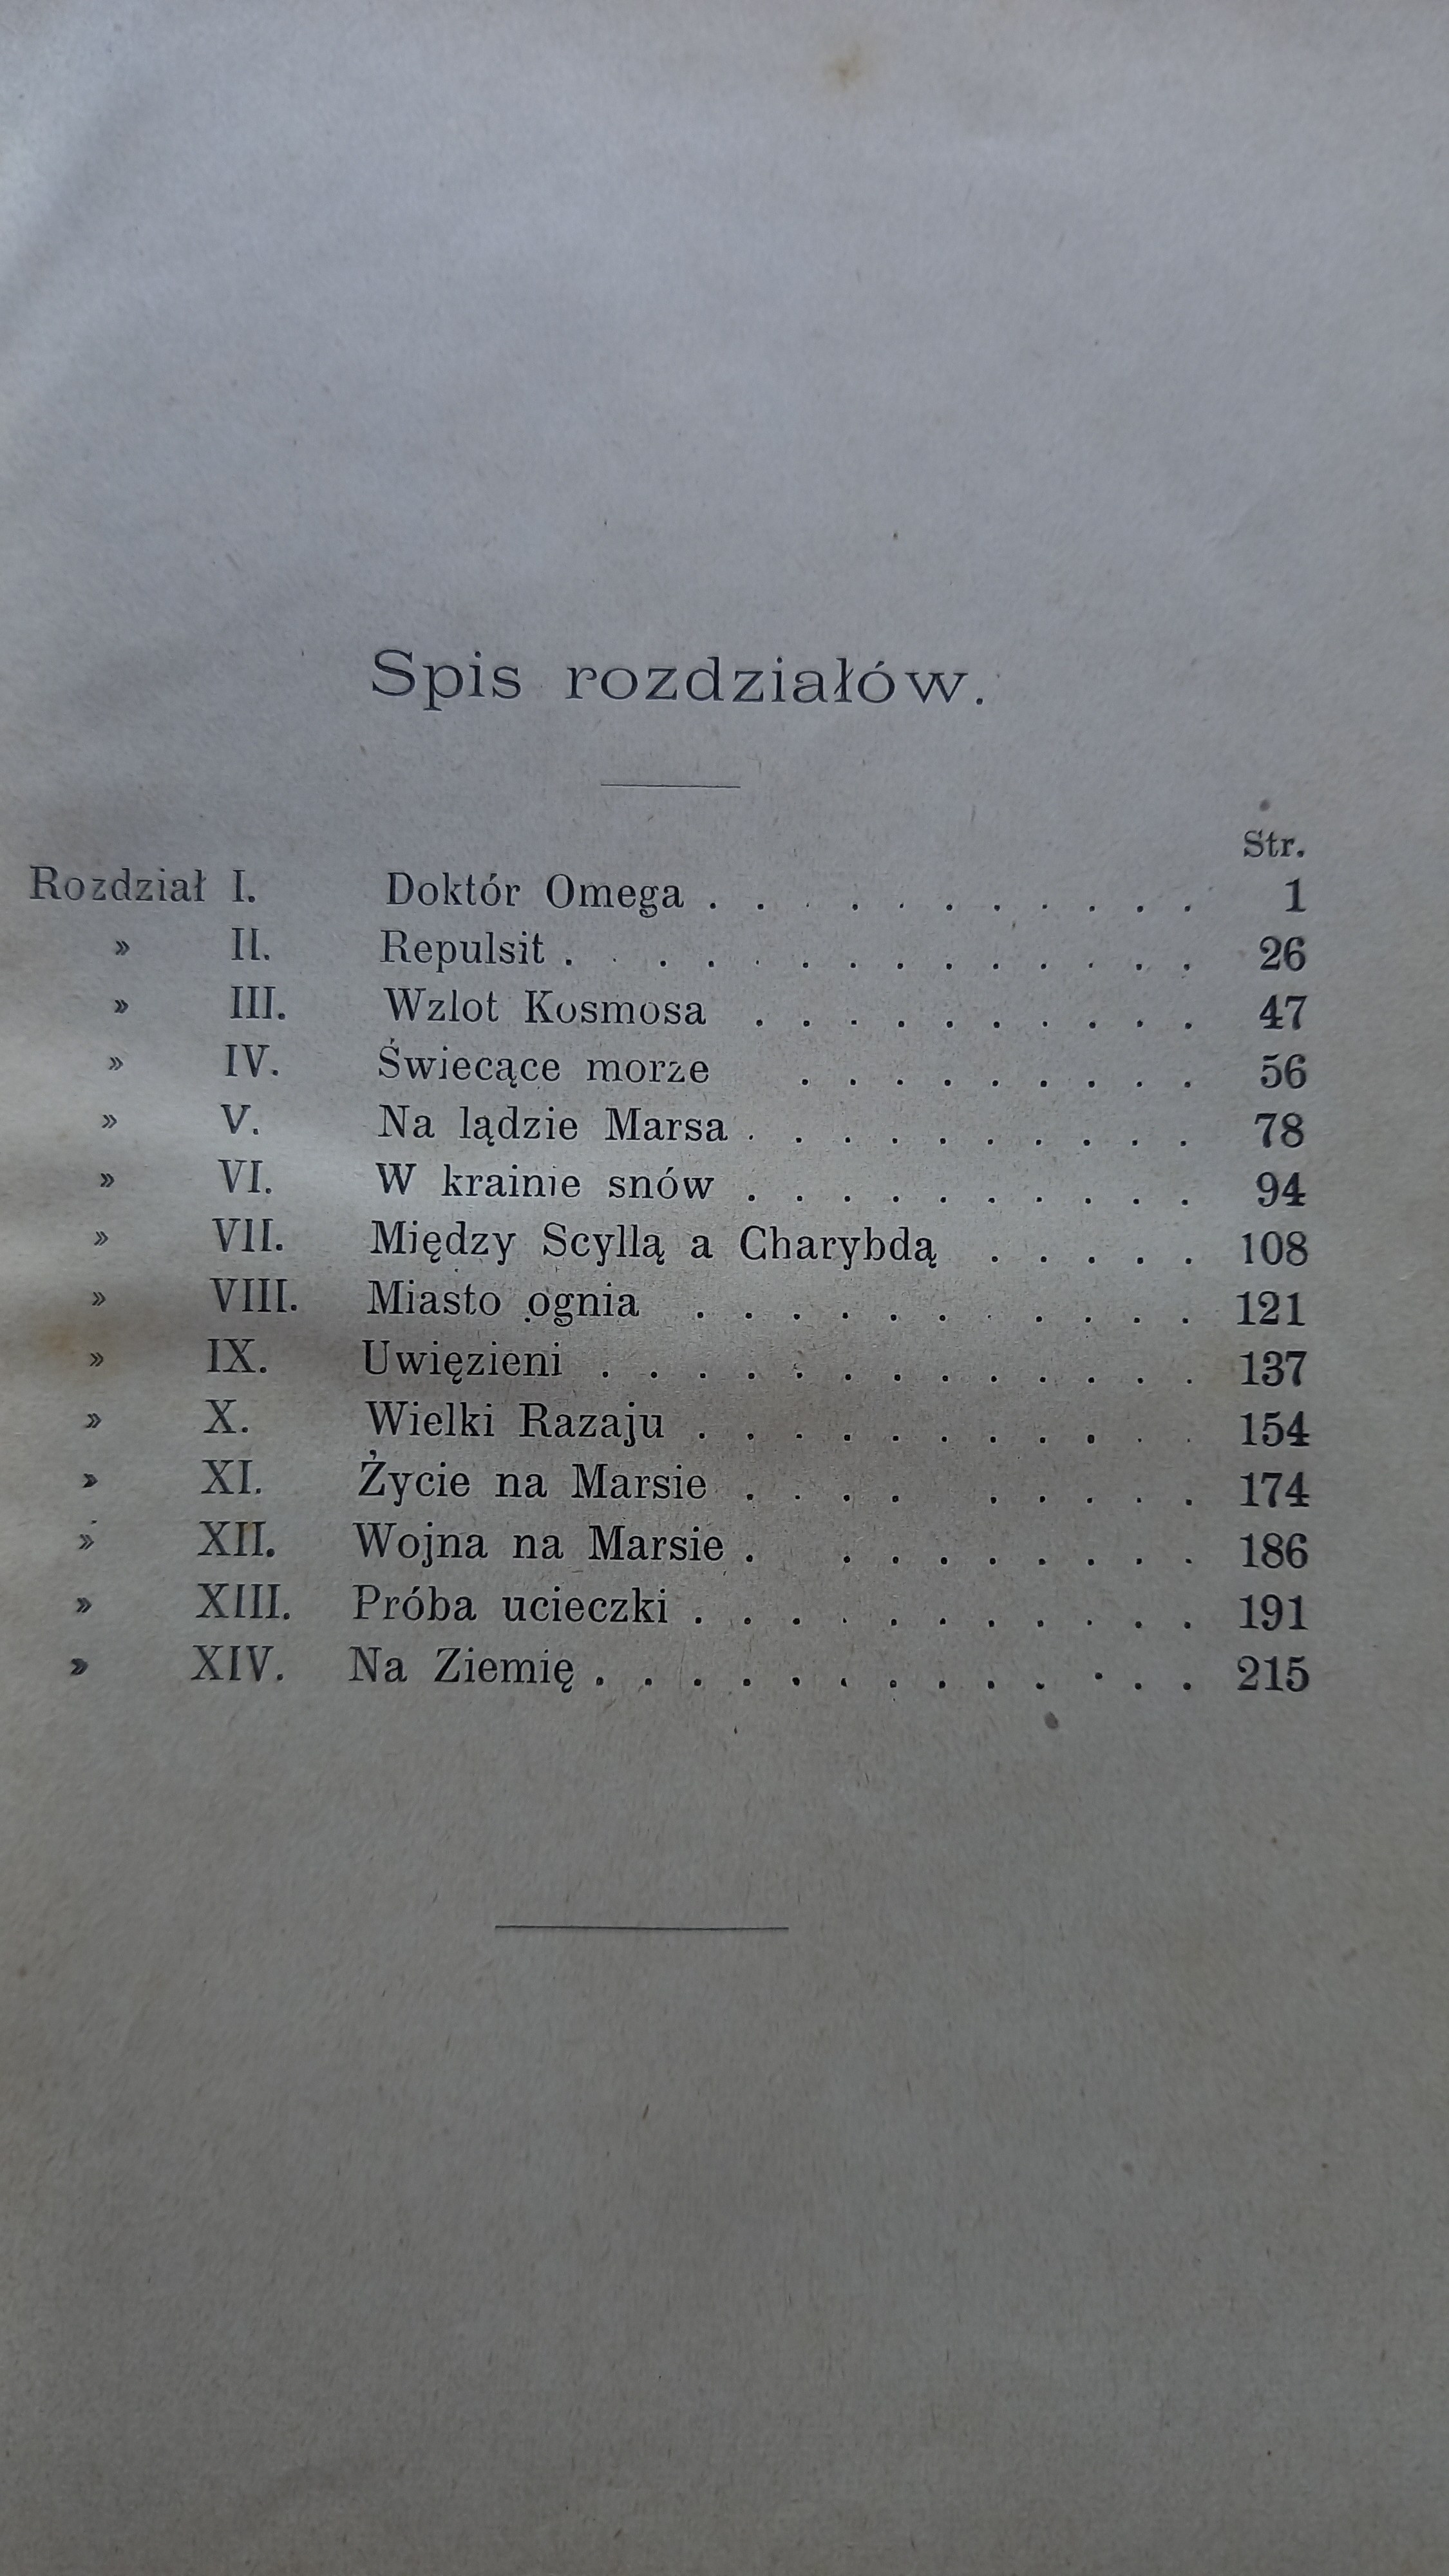 Spis rozdziałów.
Str.
Rozdział I. Doktór Omega . . . . . . . . . . . 1
» II. Repulsit . . . . . . . . . . . . . . 26
» III. Wzlot Kosmosa . . . . . . . . . . 47
» IV. Świecące morze . . . . . . . . . 56
» V. Na lądzie Marsa . . . . . . . . . . 78
» VI. W krainie snów . . . . . . . . . . 94
» VII. Między Scyllą a Charybdą . . . . . 108
» VIII. Miasto ognia . . . . . . . . . . 121
» IX. Uwięzieni . . . . . . . . . . . . . 137
» X. Wielki Razaju . . . . . . . . . . . 154
» XI. Życie na Marsie . . . . . . . . . 174
» XII. Wojna na Marsie . . . . . . . . . 186
» XIII. Próba ucieczki . . . . . . . . . . . 191
» XIV. Na Ziemię . . . . . . . . . . . . . 215